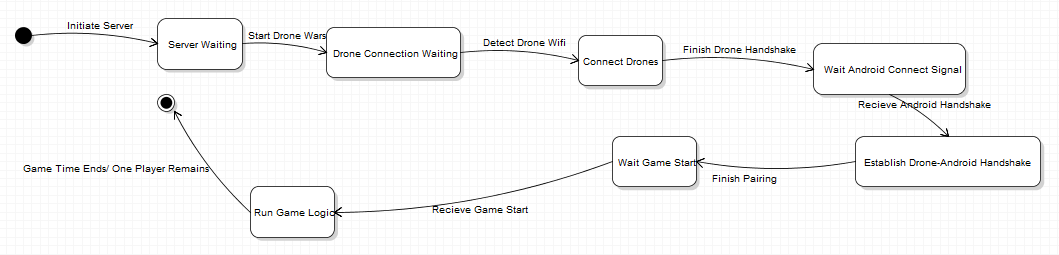 Initiate Server
Server Waiting
Start Drone Wars
Drone Connection Waiting
Detect Drone Wifi
Connect Drones
Finish Drone Handshake
Wait Android Connect Signal
Recieve Android Handshake
Establish Drone-Android Handshake
Finish Pairing
Wait Game Start
Recieve Game Start
Run Game Logic
Game Time Ends/ One Player Remains